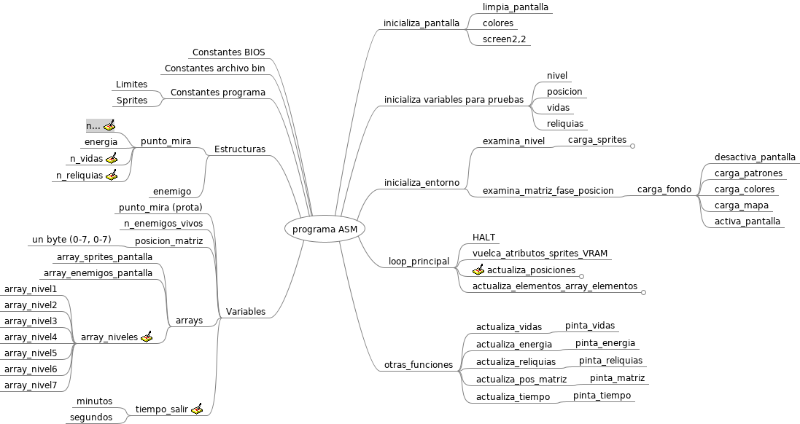 programa ASM
inicializa_pantalla
limpia_pantalla
colores
screen2,2
inicializa variables para pruebas
nivel
posicion
vidas
reliquias
inicializa_entorno
examina_nivel
carga_sprites
examina_matriz_fase_posicion
carga_fondo
desactiva_pantalla
carga_patrones
carga_colores
carga_mapa
activa_pantalla
loop_principal
HALT
vuelca_atributos_sprites_VRAM
actualiza_posiciones
actualiza_elementos_array_elementos
otras_funciones
actualiza_vidas
pinta_vidas
actualiza_energia
pinta_energia
actualiza_reliquias
pinta_reliquias
actualiza_pos_matriz
pinta_matriz
actualiza_tiempo
pinta_tiempo
Constantes BIOS
Constantes archivo bin
Constantes programa
Limites
Sprites
Estructuras
punto_mira
n...
energia
n_vidas
n_reliquias
enemigo
Variables
punto_mira (prota)
n_enemigos_vivos
posicion_matriz
un byte (0-7, 0-7)
arrays
array_sprites_pantalla
array_enemigos_pantalla
array_niveles
array_nivel1
array_nivel2
array_nivel3
array_nivel4
array_nivel5
array_nivel6
array_nivel7
tiempo_salir
minutos
segundos